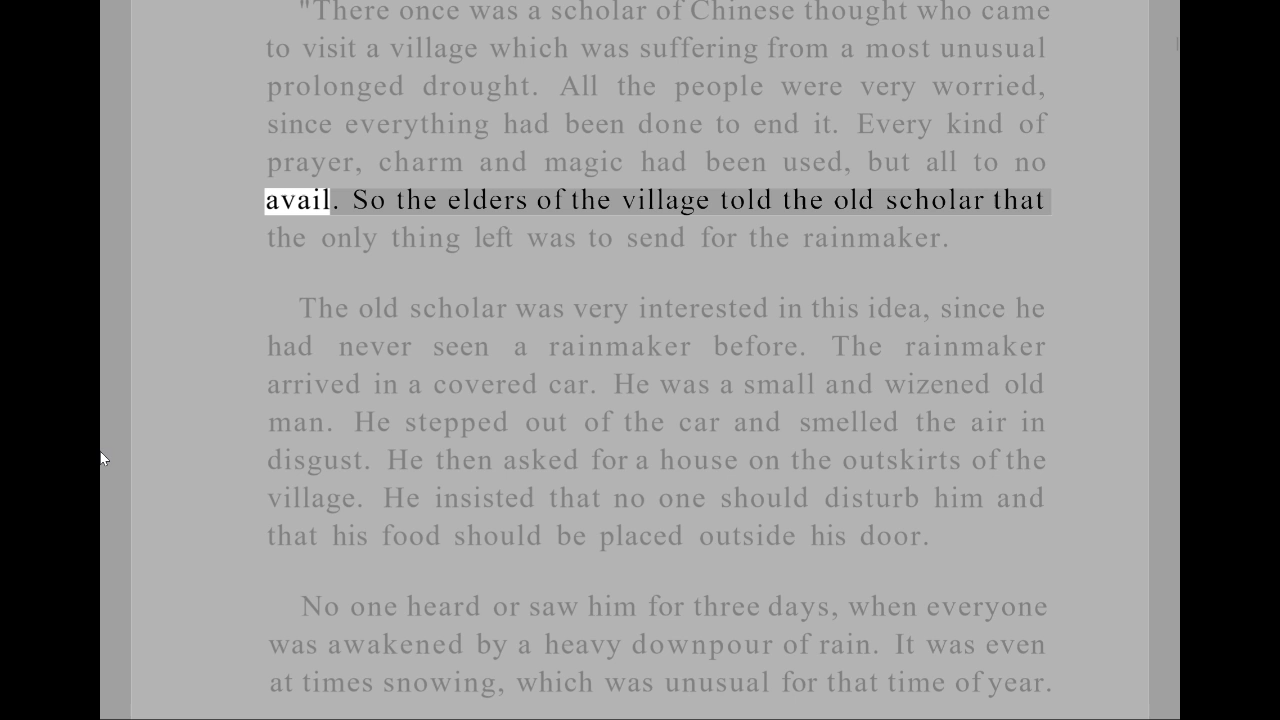 "There once was a scholar of Chinese thought who came
to visit a village which was suffering from a most unusual
prolonged drought. All the people were very worried,
since everything had been done to end it. Every kind of
prayer, charm and magic had been used, but all to no
avail. So the elders of the village told the old scholar that
the only thing left was to send for the rainmaker.
The old scholar was very interested in this idea, since he
had never seen a rainmaker before. The rainmaker
arrived in a covered car. He was a small and wizened old
man. He stepped out of the car and smelled the air in
disgust. He then asked for a house on the outskirts of the
village. He insisted that no one should disturb him and
that his food should be placed outside his door.
No one heard or saw him for three days, when everyone
was awakened by a heavy downpour of rain. It was even
at times snowing, which was unusual for that time of year.